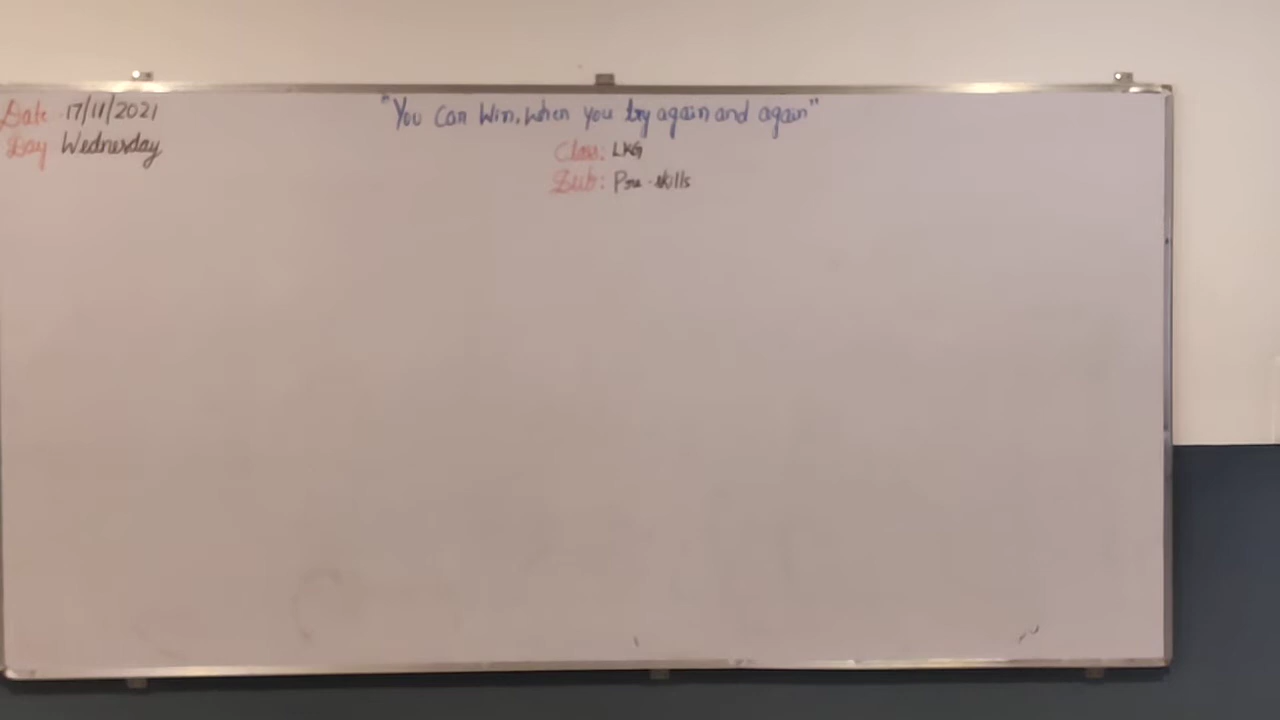 Date 17/11/2021
Day Wednesday
"You can win, when you try again and again"
Class: LKG
Sub: Pre-skills